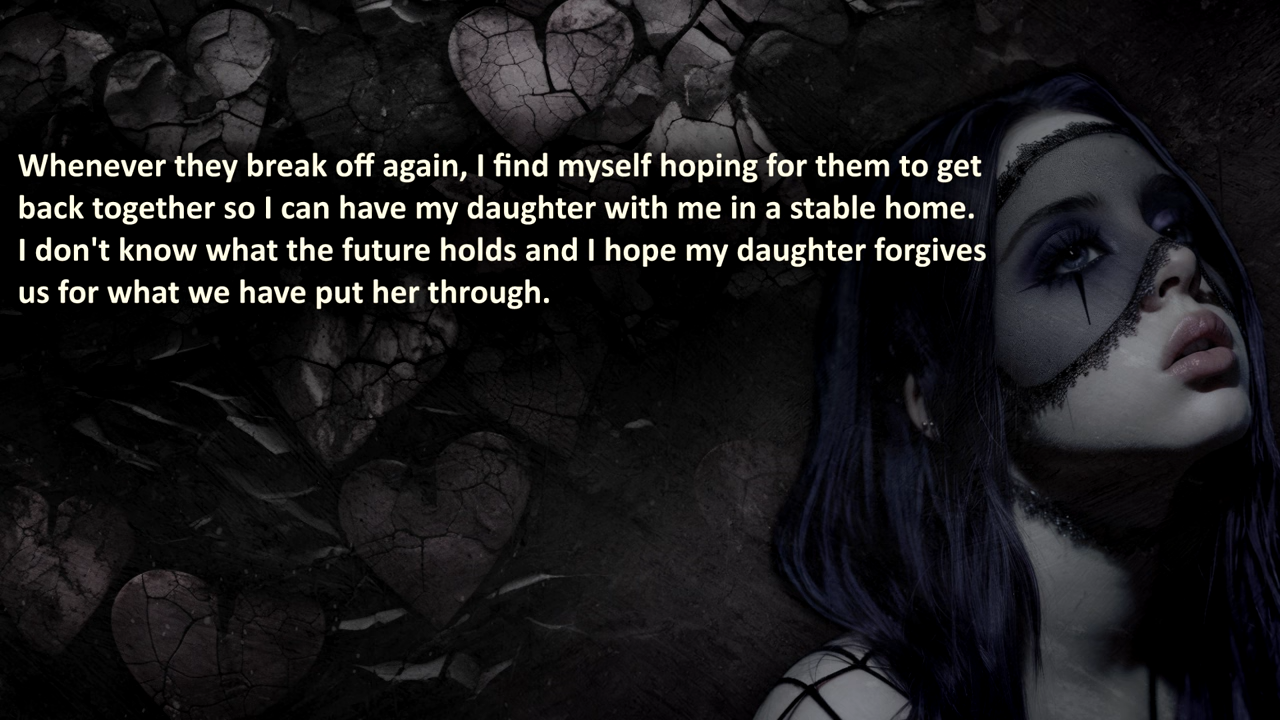 Whenever they break off again, I find myself hoping for them to get
back together so I can have my daughter with me in a stable home.
I don't know what the future holds and I hope my daughter forgives
us for what we have put her through.